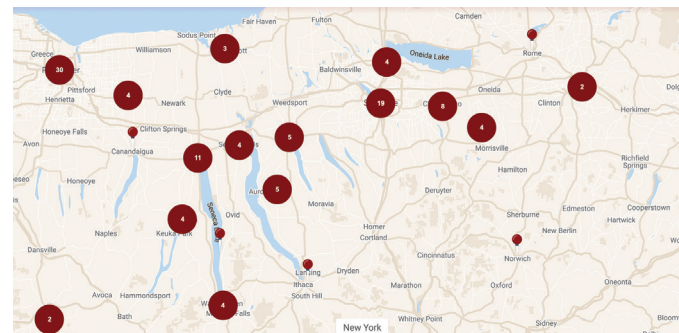 Fair Haven
Fulton
Camden
Sodus Point
Greece
Williamson
3
Oneida Lake
Rome
30
4
Baldwinsville
Pittsford
Henrietta
4
Newark
Clyde
Weedsport
19
8
Oneida
2
Clinton
Herkimer
Honeoye Falls
Clifton Springs
5
4
4
Avon
Canandaigua
11
Morrisville
Richfield
Springs
Honeoye
5
Hamilton
Deruyter
Moravia
Ovid
Seneca
4
Sherburne
Edmeston
Cooperstown
Naples
Hartwick
Homer
Cortland
New Berlin
Dansville
Cincinnatus
Norwich
Lansing
Dryden
Ithaca
Avoca
Hammondsport
4
South Hill
Marathon
Oxford
Oneonta
2
Bath
Whitney Point
Sidney
New York